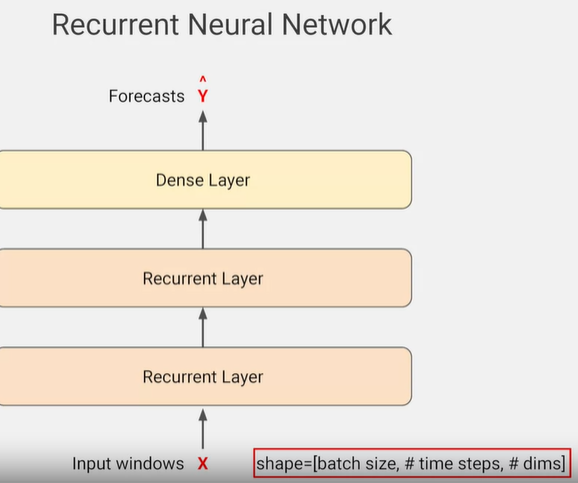 Recurrent Neural Network
Forecasts Ŷ
Dense Layer
Recurrent Layer
Recurrent Layer
Input windows X shape=[batch size, # time steps, # dims]